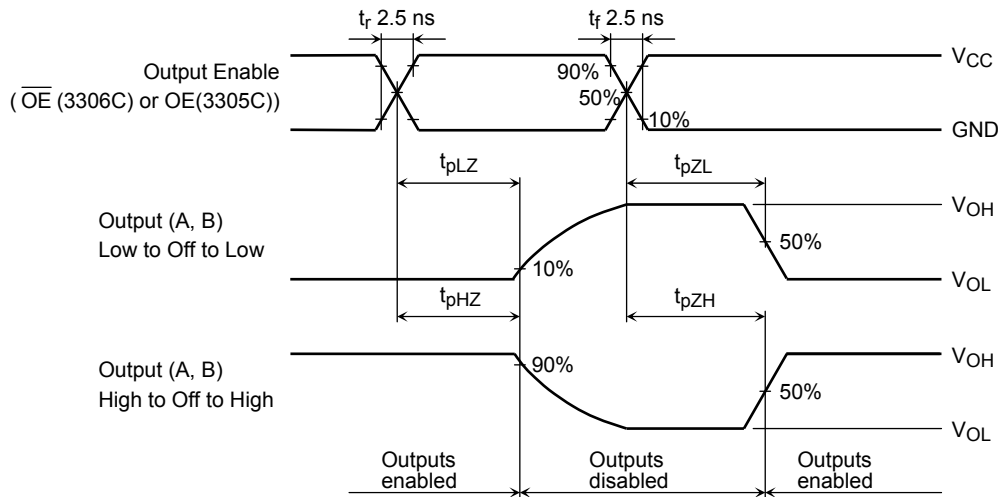 tr 2.5 ns
tf 2.5 ns
Output Enable
( OE (3306C) or OE(3305C))
90%
50%
10%
VCC
GND
tpLZ
tpZL
Output (A, B)
Low to Off to Low
10%
50%
VOH
VOL
tpHZ
tpZH
Output (A, B)
High to Off to High
90%
50%
VOH
VOL
Outputs
enabled
Outputs
disabled
Outputs
enabled